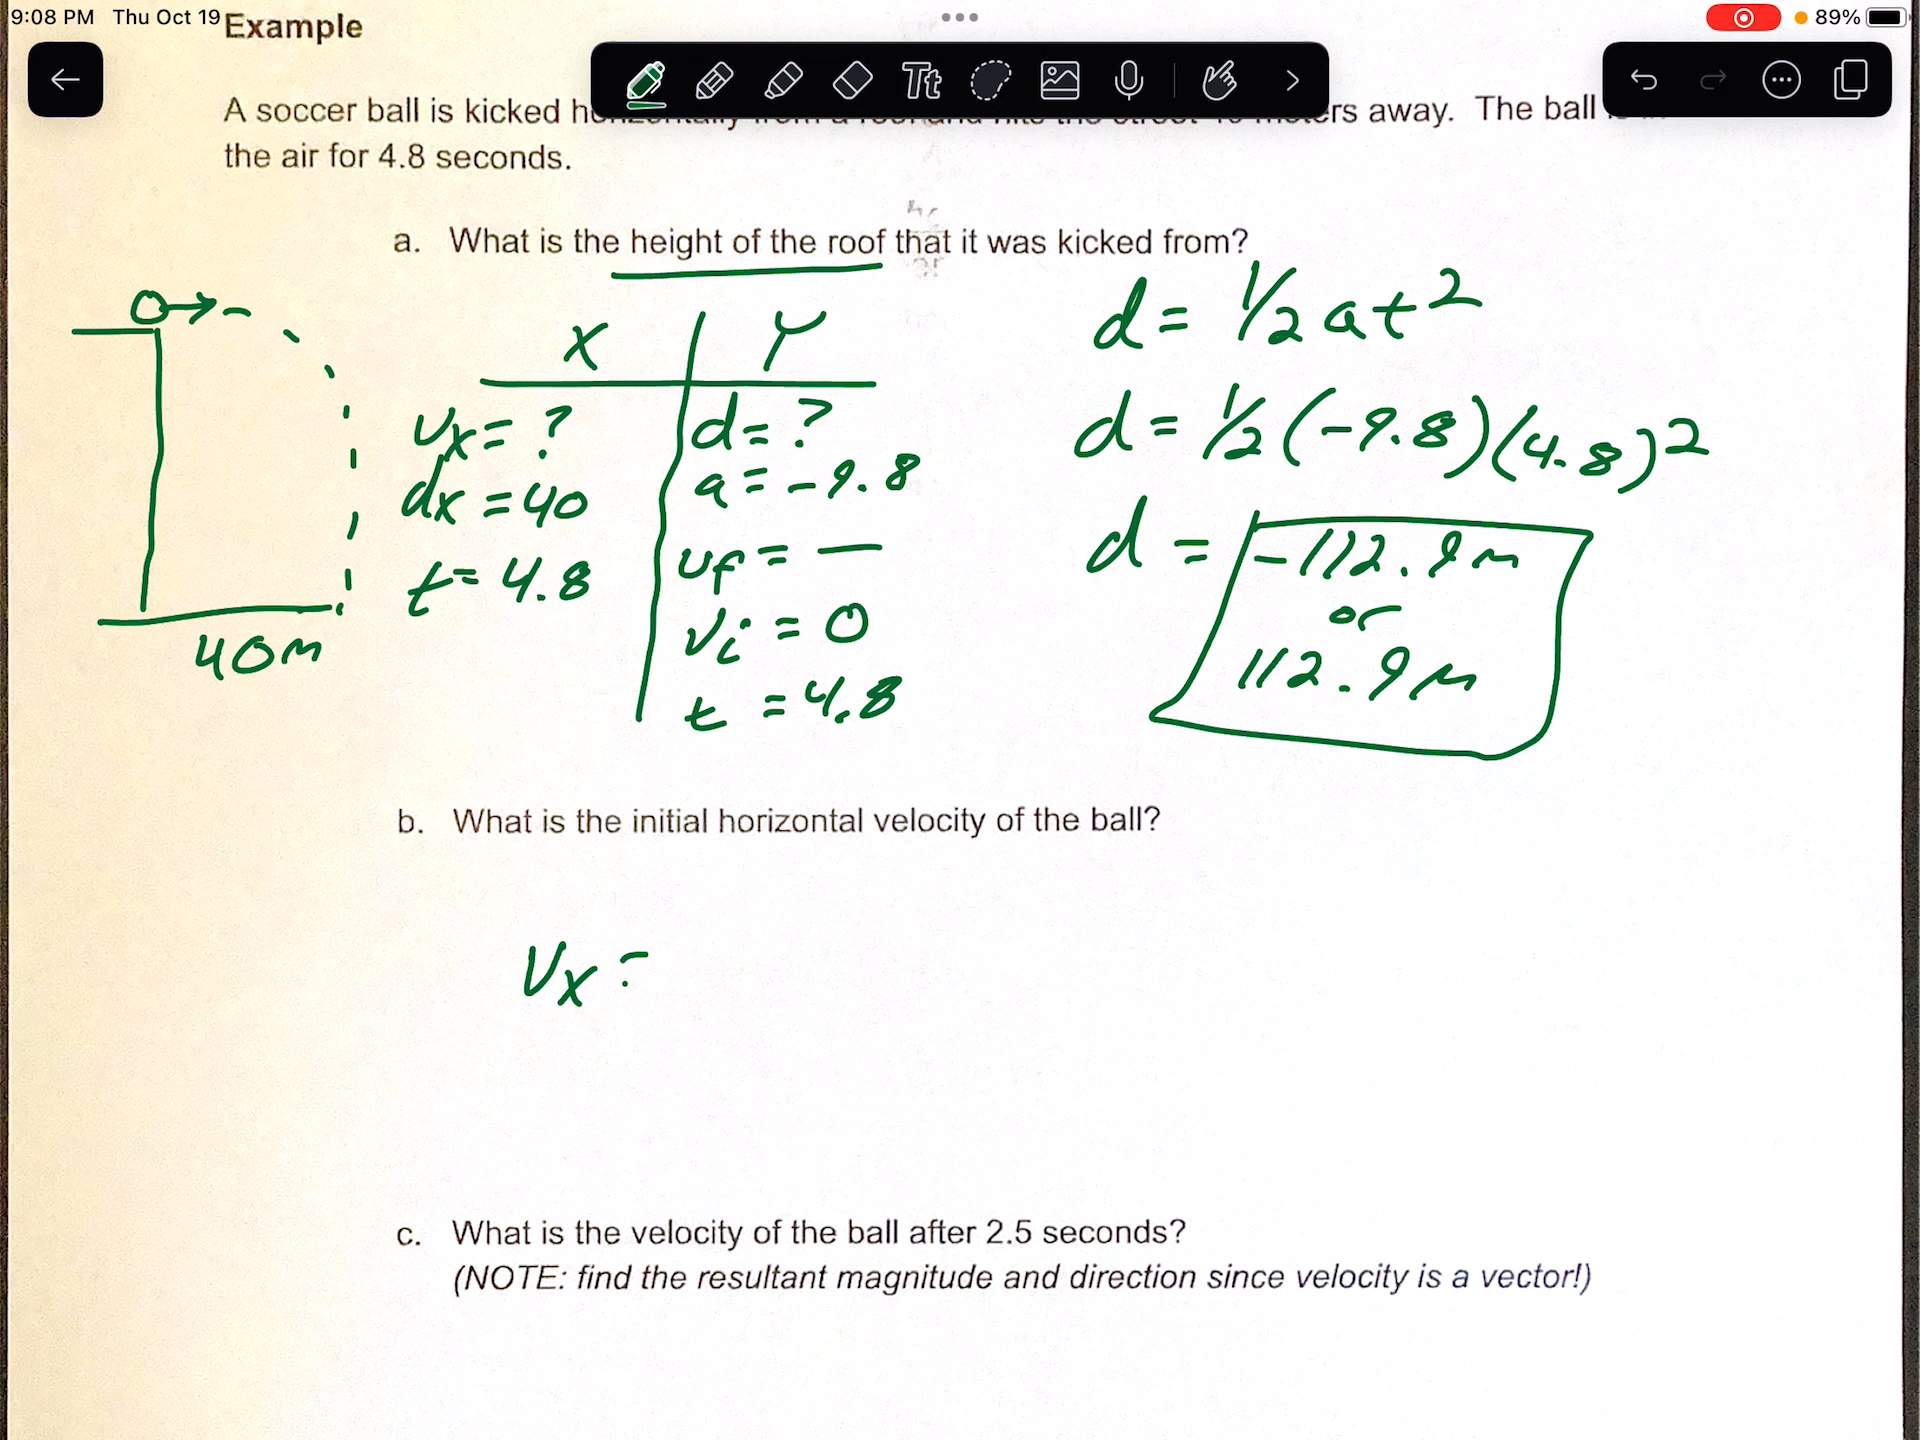 9:08 PM Thu Oct 19
89%
Example
Tt
A soccer ball is kicked ers away. The ball
the air for 4.8 seconds.
a. What is the height of the roof that it was kicked from?
X Y
vx = ?
dx = 40
t = 4.8
d = ?
a = -9.8
vf = —
vi = 0
t = 4.8
40m
d = 1/2 at2
d = 1/2 (-9.8)(4.8)2
d = -112.9m
or
112.9m
b. What is the initial horizontal velocity of the ball?
vx =
c. What is the velocity of the ball after 2.5 seconds?
(NOTE: find the resultant magnitude and direction since velocity is a vector!)